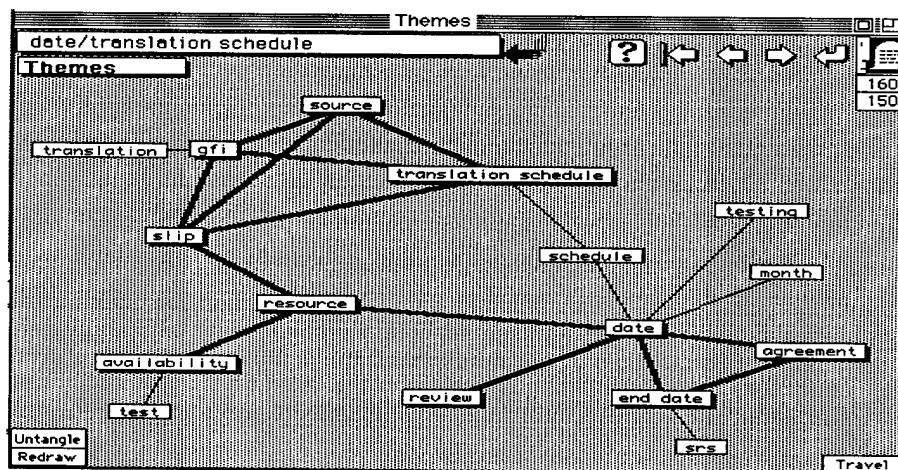 Themes
date/translation schedule
?
Themes
160
150
source
translation
gfi
translation schedule
testing
slip
schedule
month
resource
date
agreement
availability
review
end date
test
srs
Untangle
Redraw
Travel